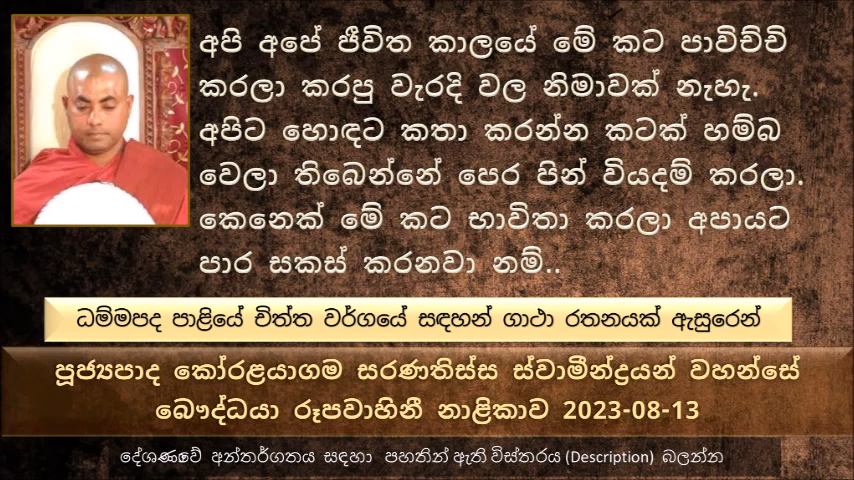 අපි අපේ ජීවිත කාලයේ මේ කට පාවිච්චි
කරලා කරපු වැරදි වල නිමාවක් නැහැ.
අපිට හොඳට කතා කරන්න කටක් හම්බ
වෙලා තිබෙන්නේ පෙර පින් වියදම් කරලා.
කෙනෙක් මේ කට භාවිතා කරලා අපායට
පාර සකස් කරනවා නම්..
ධම්මපද පාළියේ චිත්ත වර්ගයේ සඳහන් ගාථා රතනයක් ඇසුරෙන්
පූජ්‍යපාද කෝරළයාගම සරණතිස්ස ස්වාමීන්ද්‍රයන් වහන්සේ
බෞද්ධයා රූපවාහිනී නාළිකාව 2023-08-13
දේශණාවේ අන්තර්ගතය සඳහා පහතින් ඇති විස්තරය (Description) බලන්න